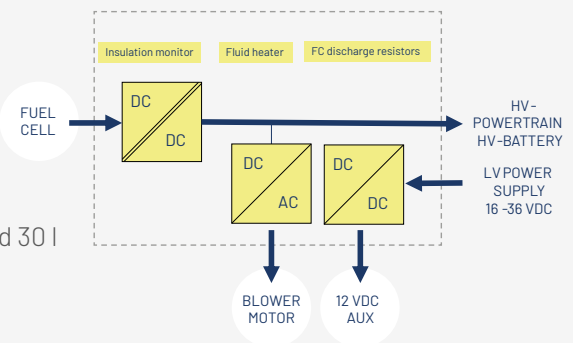 Insulation monitor
Fluid heater
FC discharge resistors
FUEL
CELL
DC
DC
HV-
POWERTRAIN
HV-BATTERY
DC
AC
DC
DC
LV POWER
SUPPLY
16 -36 VDC
d 30 l
BLOWER
MOTOR
12 VDC
AUX